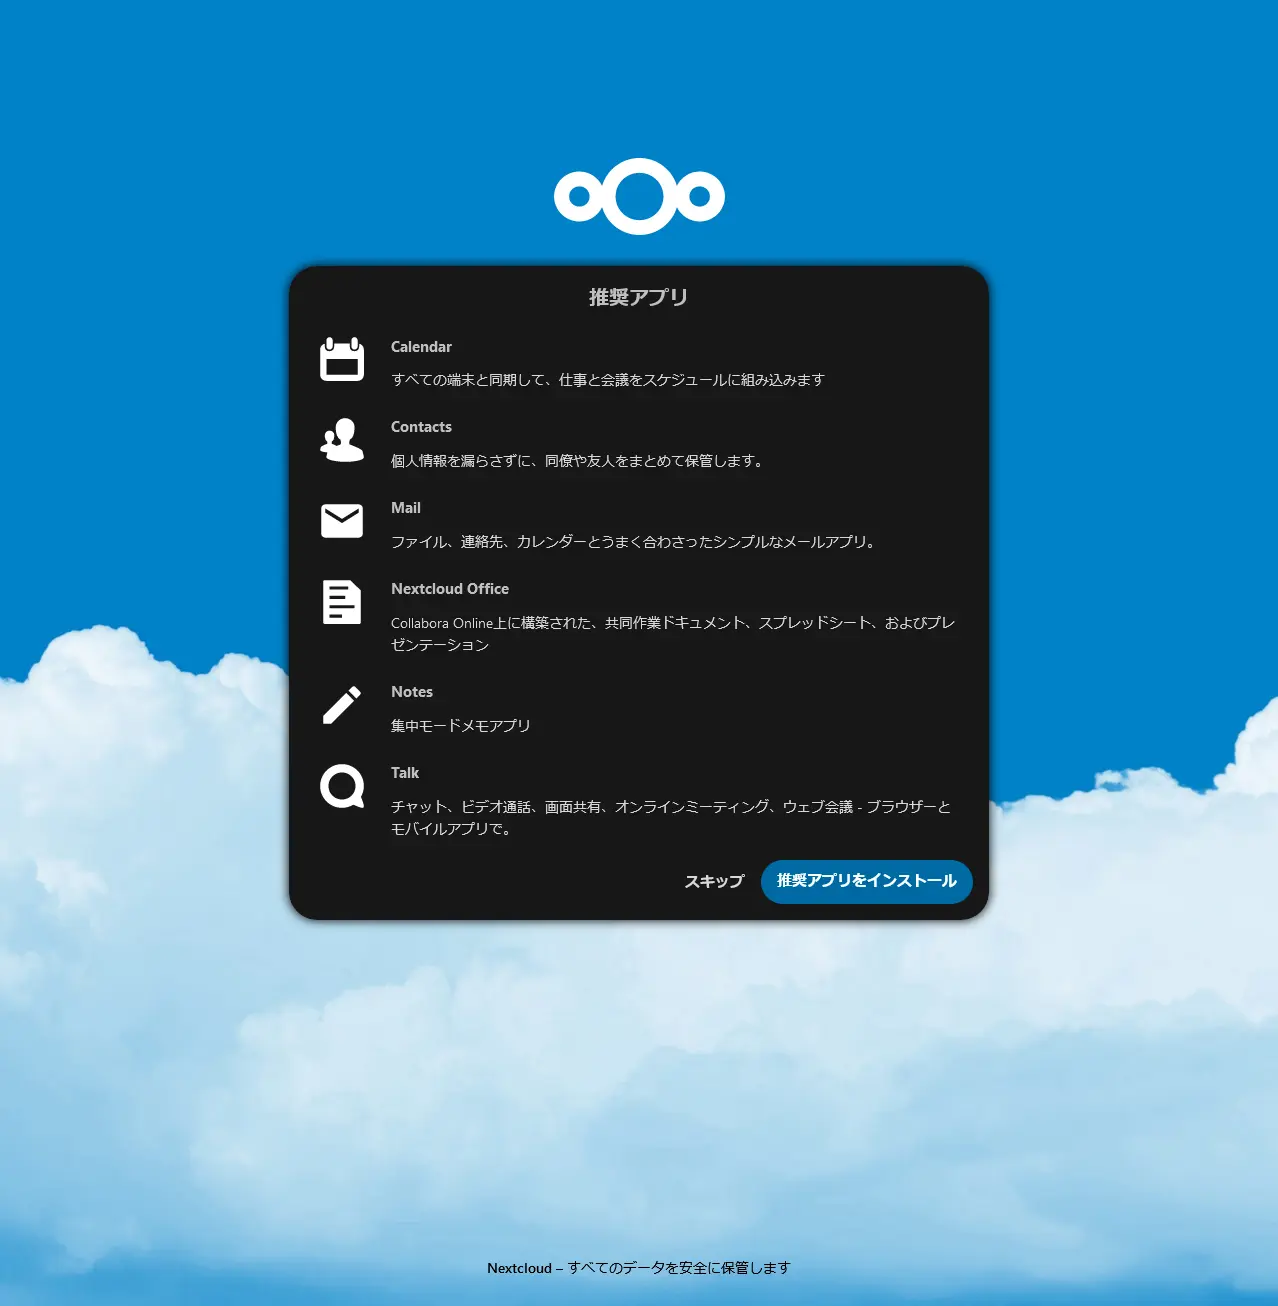 推奨アプリ
Calendar
すべての端末と同期して、仕事と会議をスケジュールに組み込みます
Contacts
個人情報を漏らさずに、同僚や友人をまとめて保管します。
Mail
ファイル、連絡先、カレンダーとうまく合わさったシンプルなメールアプリ。
Nextcloud Office
Collabora Online上に構築された、共同作業ドキュメント、スプレッドシート、およびプレ
ゼンテーション
Notes
集中モードメモアプリ
Talk
チャット、ビデオ通話、画面共有、オンラインミーティング、ウェブ会議 - ブラウザーと
モバイルアプリで。
スキップ 推奨アプリをインストール
Nextcloud – すべてのデータを安全に保管します